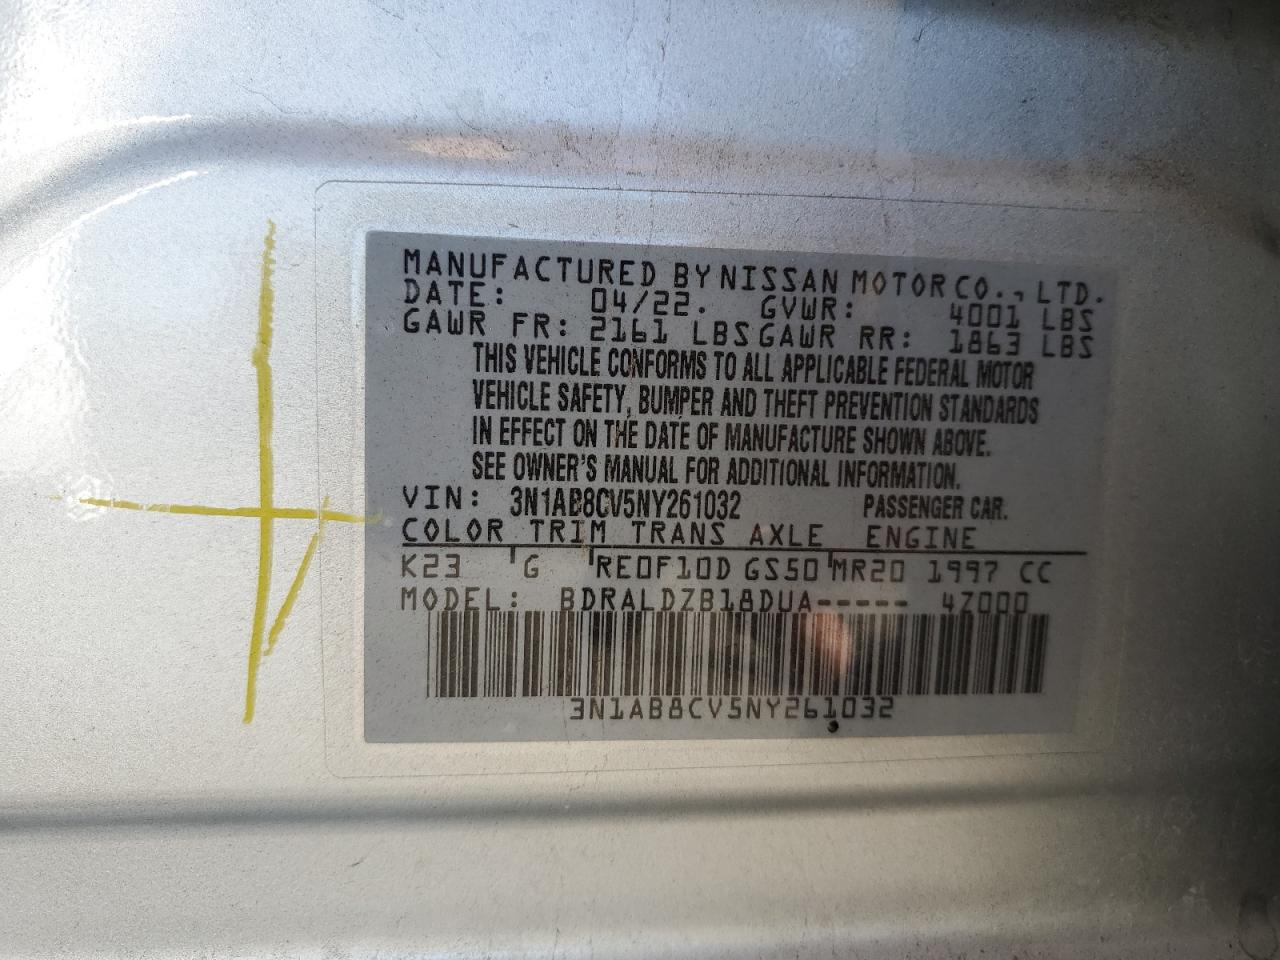 MANUFACTURED BY NISSAN MOTOR CO., LTD.
DATE: 04/22. GVWR: 4001 LBS
GAWR FR: 2161 LBS GAWR RR: 1863 LBS
THIS VEHICLE CONFORMS TO ALL APPLICABLE FEDERAL MOTOR
VEHICLE SAFETY, BUMPER AND THEFT PREVENTION STANDARDS
IN EFFECT ON THE DATE OF MANUFACTURE SHOWN ABOVE.
SEE OWNER'S MANUAL FOR ADDITIONAL INFORMATION.
VIN: 3N1AB8CV5NY261032 PASSENGER CAR.
COLOR TRIM TRANS AXLE ENGINE
K23 G RE0F10D GS50 MR20 1997 CC
MODEL: BDRALDZB18DUA----- 4Z000
3N1AB8CV5NY261032